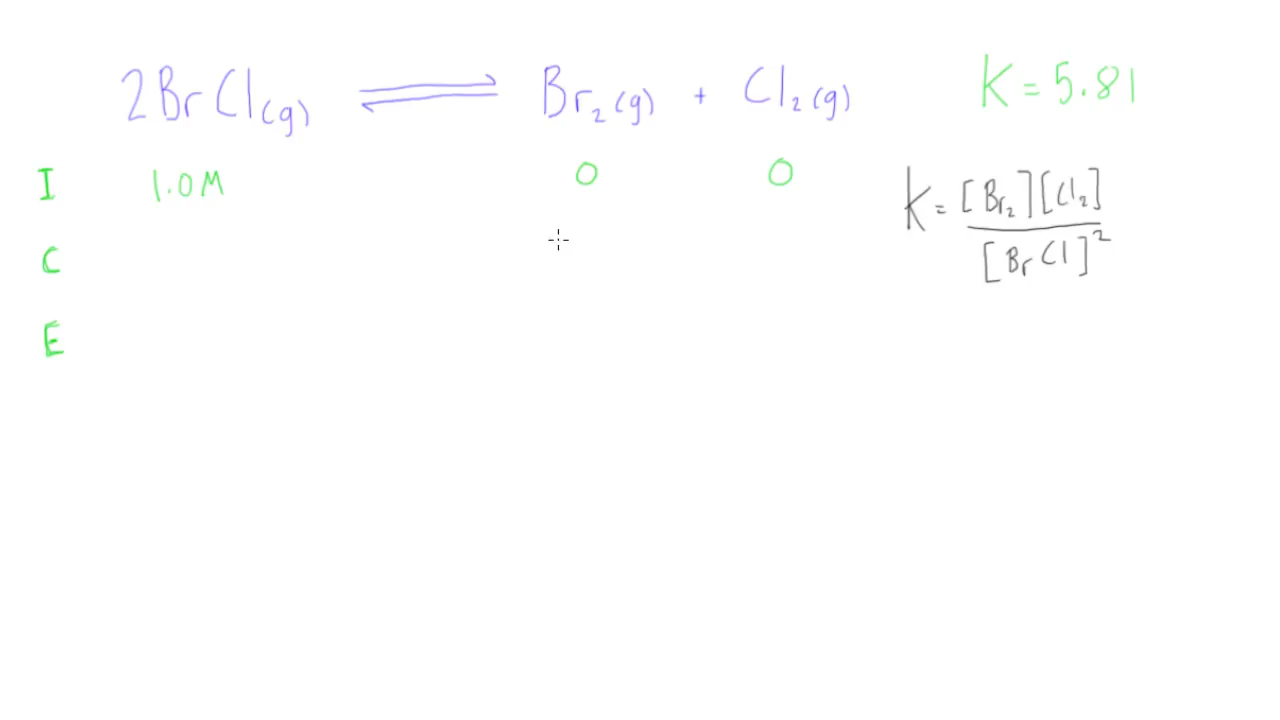 2BrCl(g) ⇌ Br₂(g) + Cl₂(g) K = 5.81
I 1.0M 0 0
K = [Br₂][Cl₂] / [BrCl]²
C
E